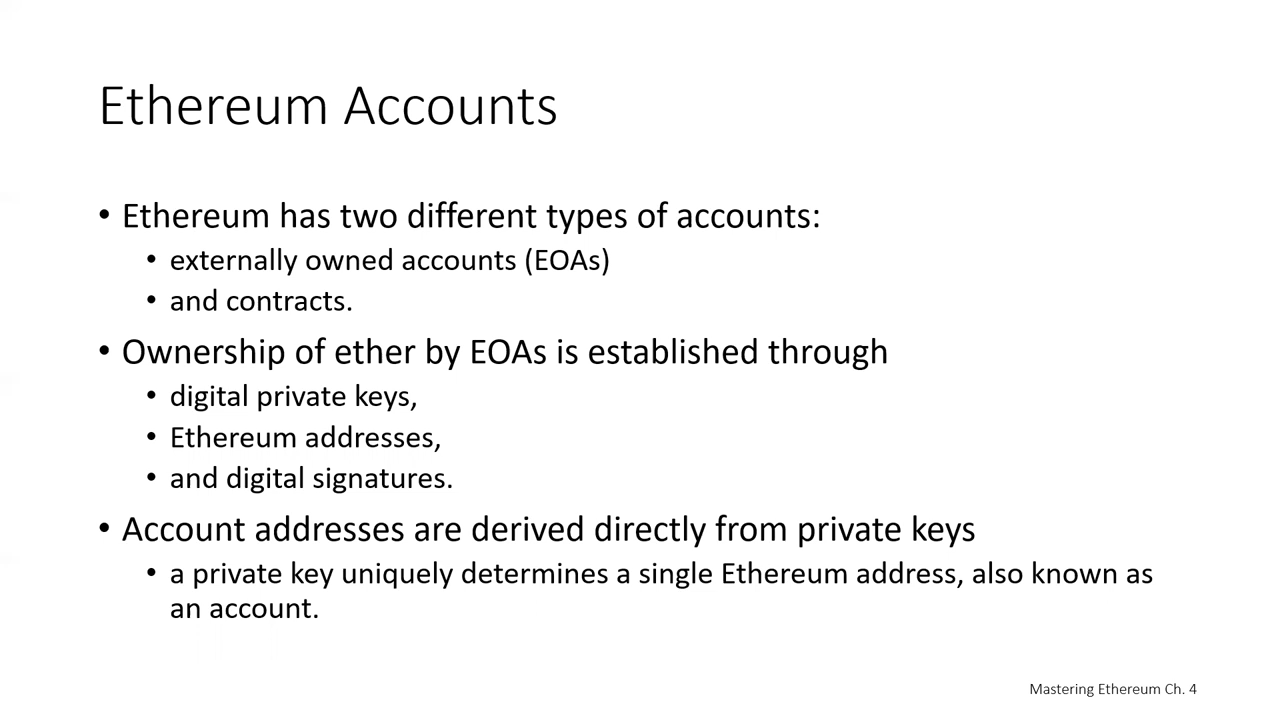 Ethereum Accounts
• Ethereum has two different types of accounts:
• externally owned accounts (EOAs)
• and contracts.
• Ownership of ether by EOAs is established through
• digital private keys,
• Ethereum addresses,
• and digital signatures.
• Account addresses are derived directly from private keys
• a private key uniquely determines a single Ethereum address, also known as
an account.
Mastering Ethereum Ch. 4